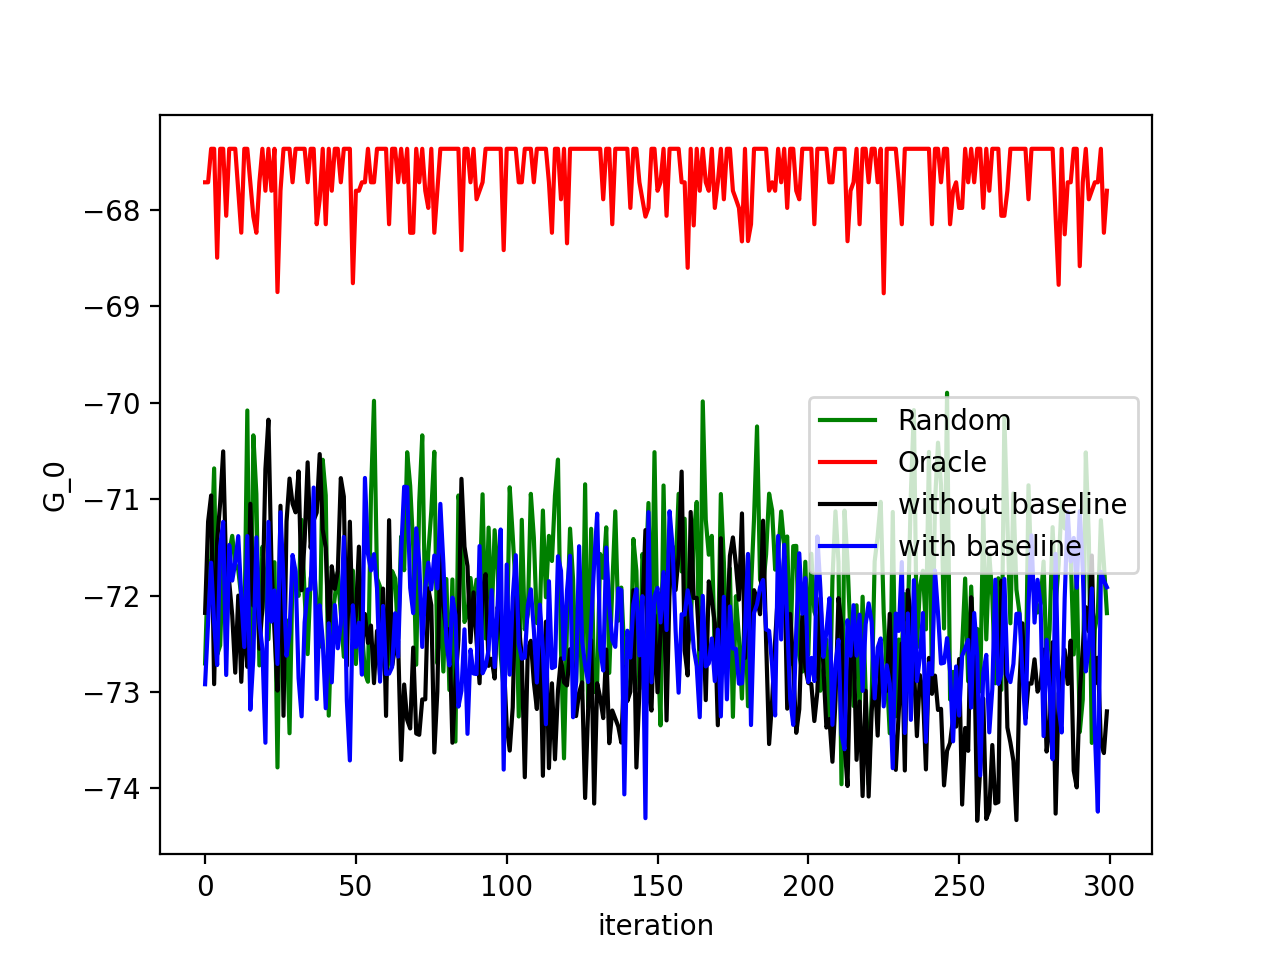 −68
−69
−70
−71
−72
−73
−74
G_0
Random
Oracle
without baseline
with baseline
0 50 100 150 200 250 300
iteration